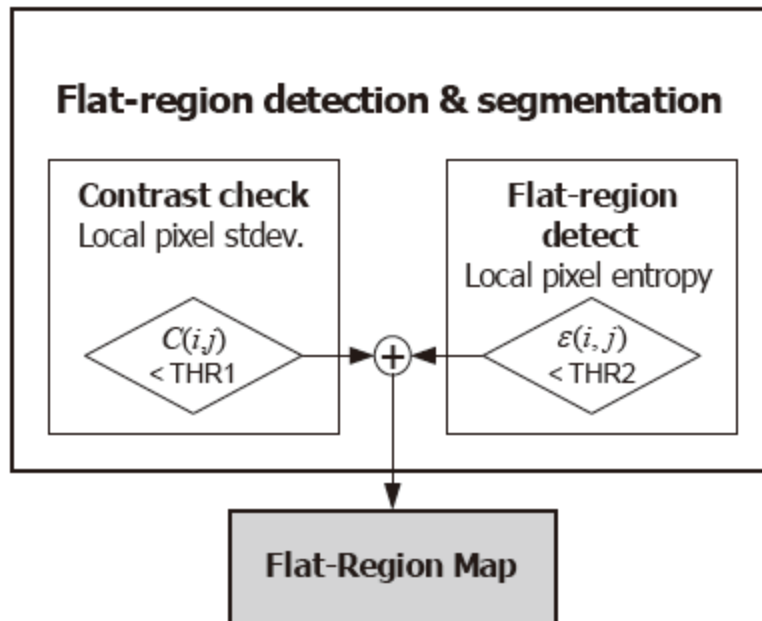 Flat-region detection & segmentation
Contrast check
Local pixel stdev.
C(i,j)
< THR1
+
Flat-region
detect
Local pixel entropy
ε(i, j)
< THR2
Flat-Region Map